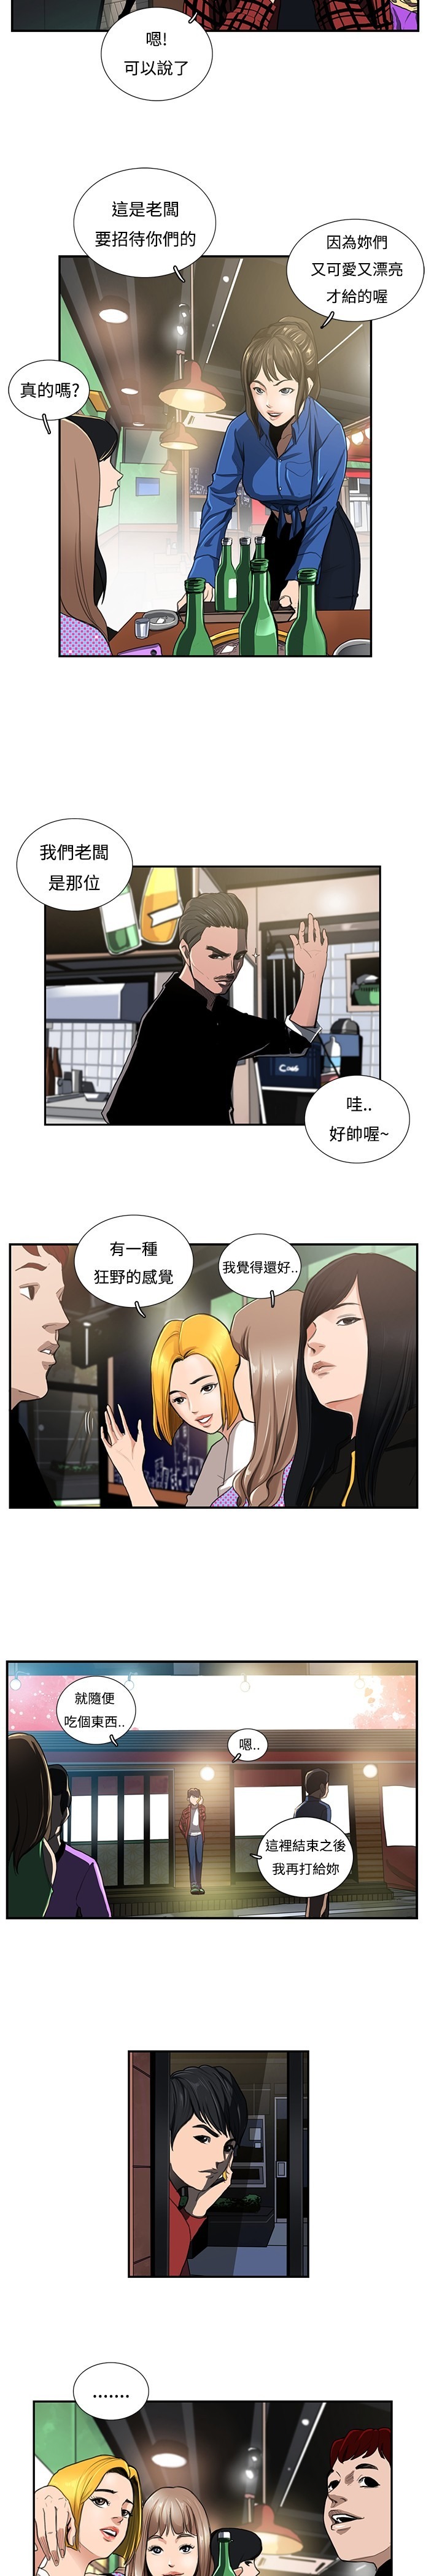 嗯!
可以說了
這是老闆
要招待你們的
因為妳們
又可愛又漂亮
才給的喔
真的嗎?
我們老闆
是那位
哇..
好帥喔~
有一種
狂野的感覺
我覺得還好..
就隨便
吃個東西..
嗯..
這裡結束之後
我再打給妳
.......